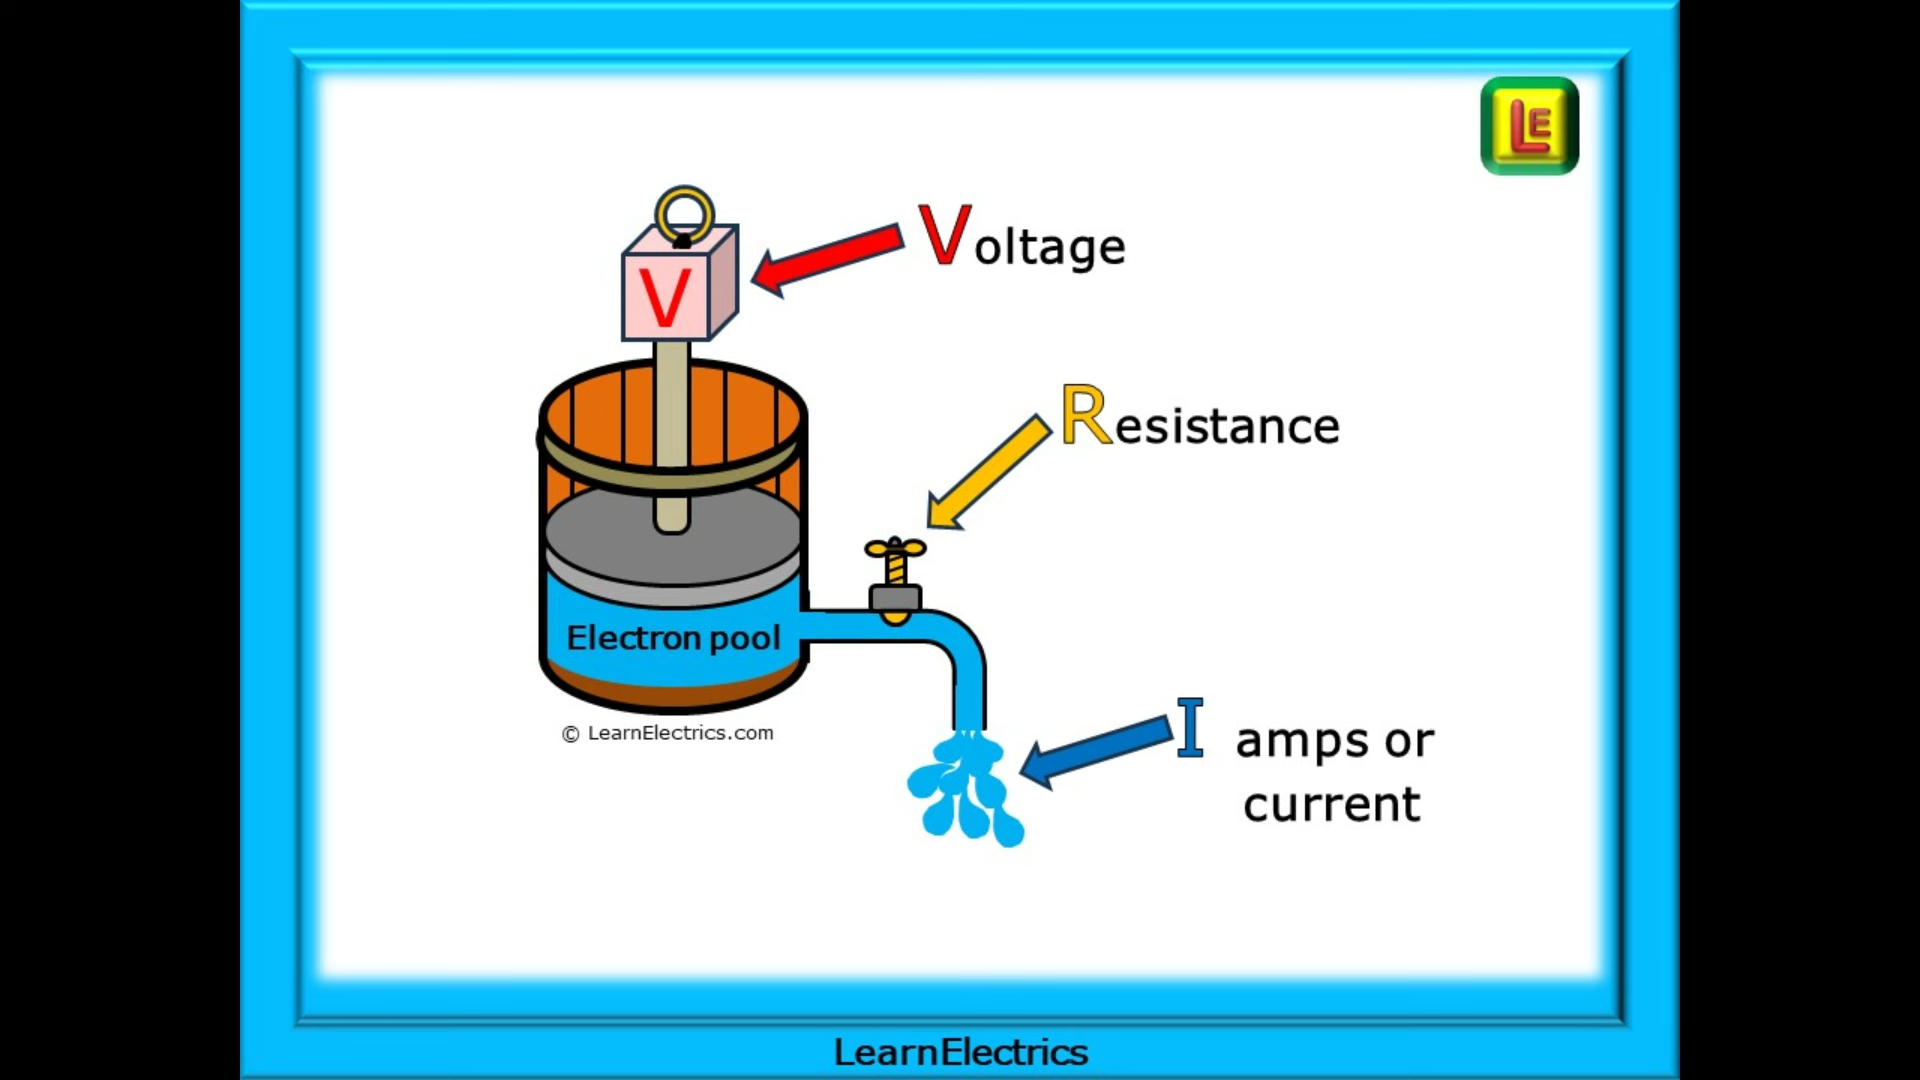 LE
Voltage
V
Resistance
Electron pool
© LearnElectrics.com
I amps or
current
LearnElectrics